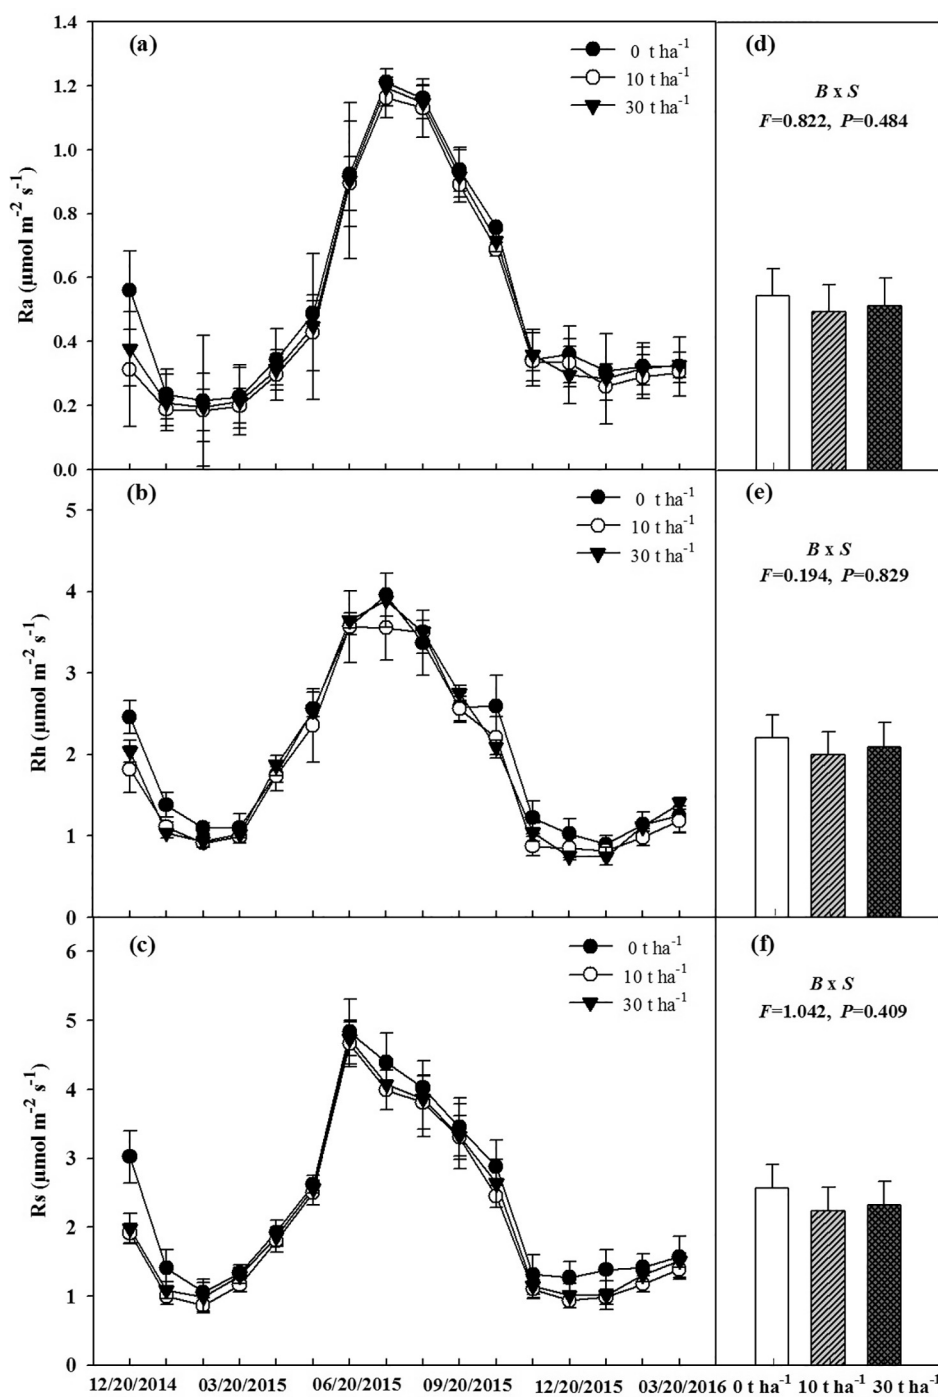 1.4
(a)
0 t ha⁻¹
(d)
1.2
10 t ha⁻¹
30 t ha⁻¹
B x S
F=0.822, P=0.484
1.0
0.8
Ra (µmol m⁻² s⁻¹)
0.6
0.4
0.2
0.0
(b)
0 t ha⁻¹
(e)
5
10 t ha⁻¹
30 t ha⁻¹
B x S
F=0.194, P=0.829
4
3
Rh (µmol m⁻² s⁻¹)
2
1
0
(c)
0 t ha⁻¹
(f)
6
10 t ha⁻¹
30 t ha⁻¹
B x S
F=1.042, P=0.409
5
4
Rs (µmol m⁻² s⁻¹)
3
2
1
0
12/20/2014 03/20/2015 06/20/2015 09/20/2015 12/20/2015 03/20/2016 0 t ha⁻¹ 10 t ha⁻¹ 30 t ha⁻¹